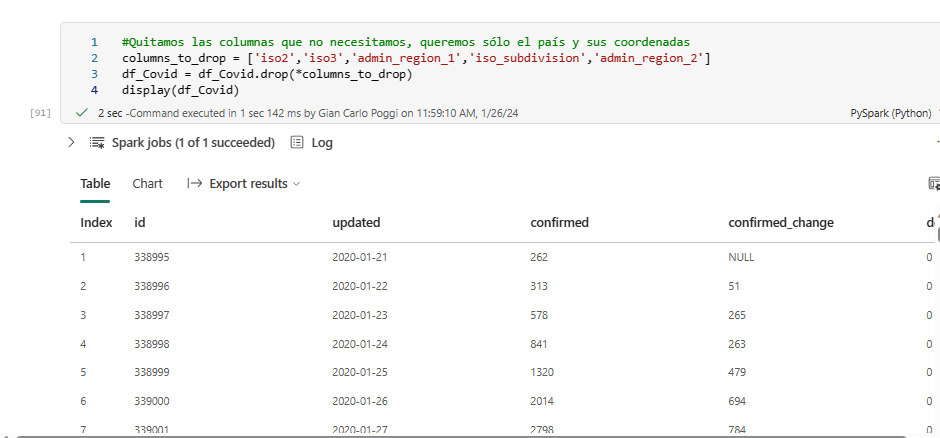 1 #Quitamos las columnas que no necesitamos, queremos sólo el país y sus coordenadas
2 columns_to_drop = ['iso2','iso3','admin_region_1','iso_subdivision','admin_region_2']
3 df_Covid = df_Covid.drop(*columns_to_drop)
4 display(df_Covid)
[91] 2 sec -Command executed in 1 sec 142 ms by Gian Carlo Poggi on 11:59:10 AM, 1/26/24 PySpark (Python)
Spark jobs (1 of 1 succeeded) Log
Table Chart Export results
Index id updated confirmed confirmed_change
1 338995 2020-01-21 262 NULL 0
2 338996 2020-01-22 313 51 0
3 338997 2020-01-23 578 265 0
4 338998 2020-01-24 841 263 0
5 338999 2020-01-25 1320 479 0
6 339000 2020-01-26 2014 694 0
7 339001 2020-01-27 2798 784 0